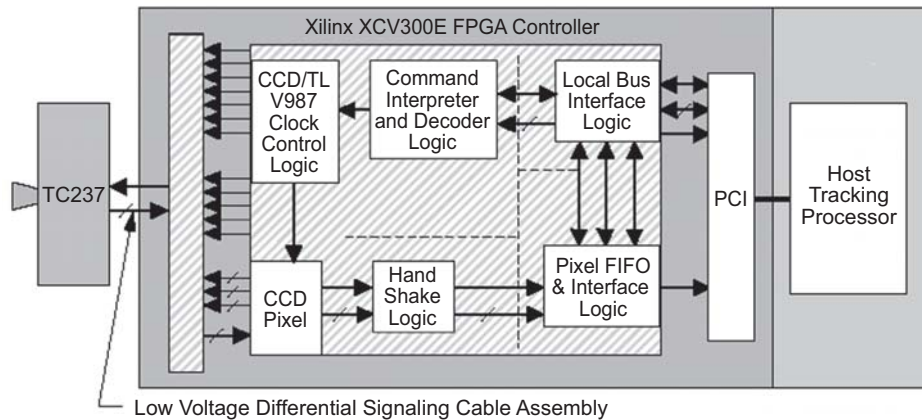 Xilinx XCV300E FPGA Controller
TC237
CCD/TL
V987
Clock
Control
Logic
Command
Interpreter
and Decoder
Logic
Local Bus
Interface
Logic
PCI
Host
Tracking
Processor
CCD
Pixel
Hand
Shake
Logic
Pixel FIFO
& Interface
Logic
Low Voltage Differential Signaling Cable Assembly